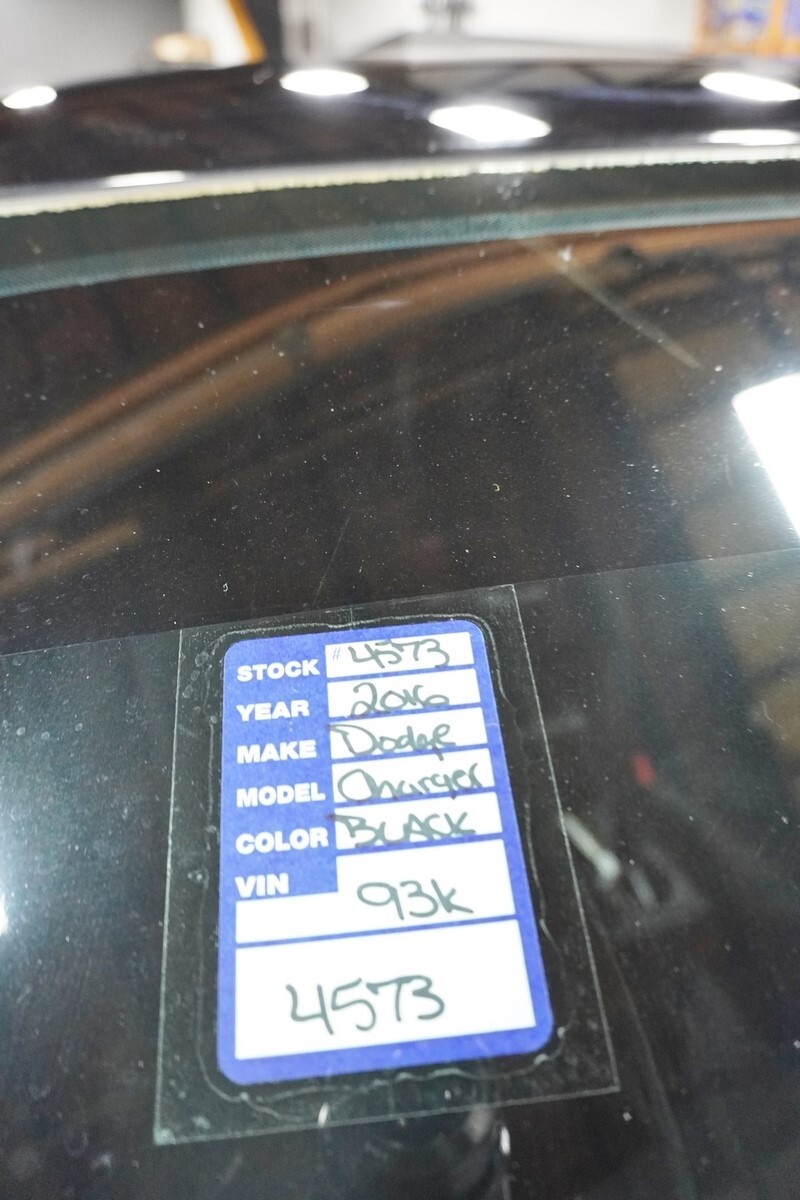 STOCK #4573
YEAR 2016
MAKE Dodge
MODEL Charger
COLOR BLACK
VIN
93k
4573